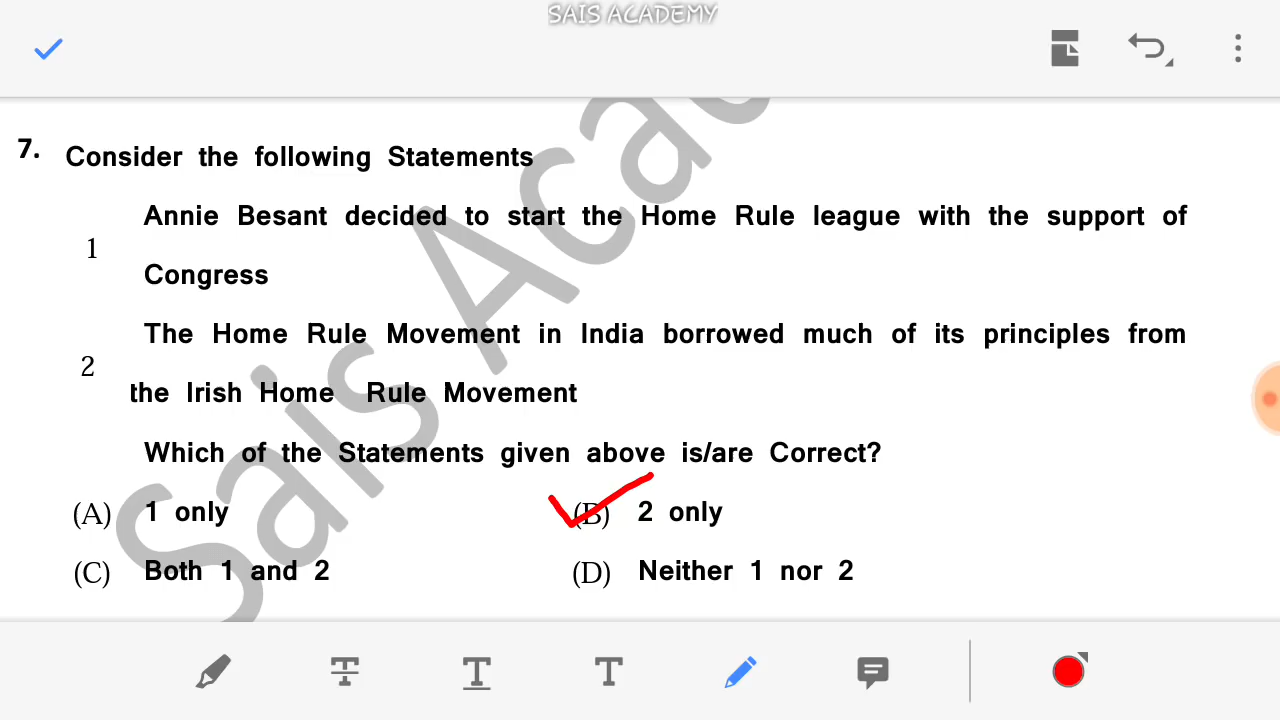 SAIS ACADEMY
7. Consider the following Statements
Annie Besant decided to start the Home Rule league with the support of
1
Congress
The Home Rule Movement in India borrowed much of its principles from
2
the Irish Home Rule Movement
Which of the Statements given above is/are Correct?
(A) 1 only (B) 2 only
(C) Both 1 and 2 (D) Neither 1 nor 2
Sais Acad